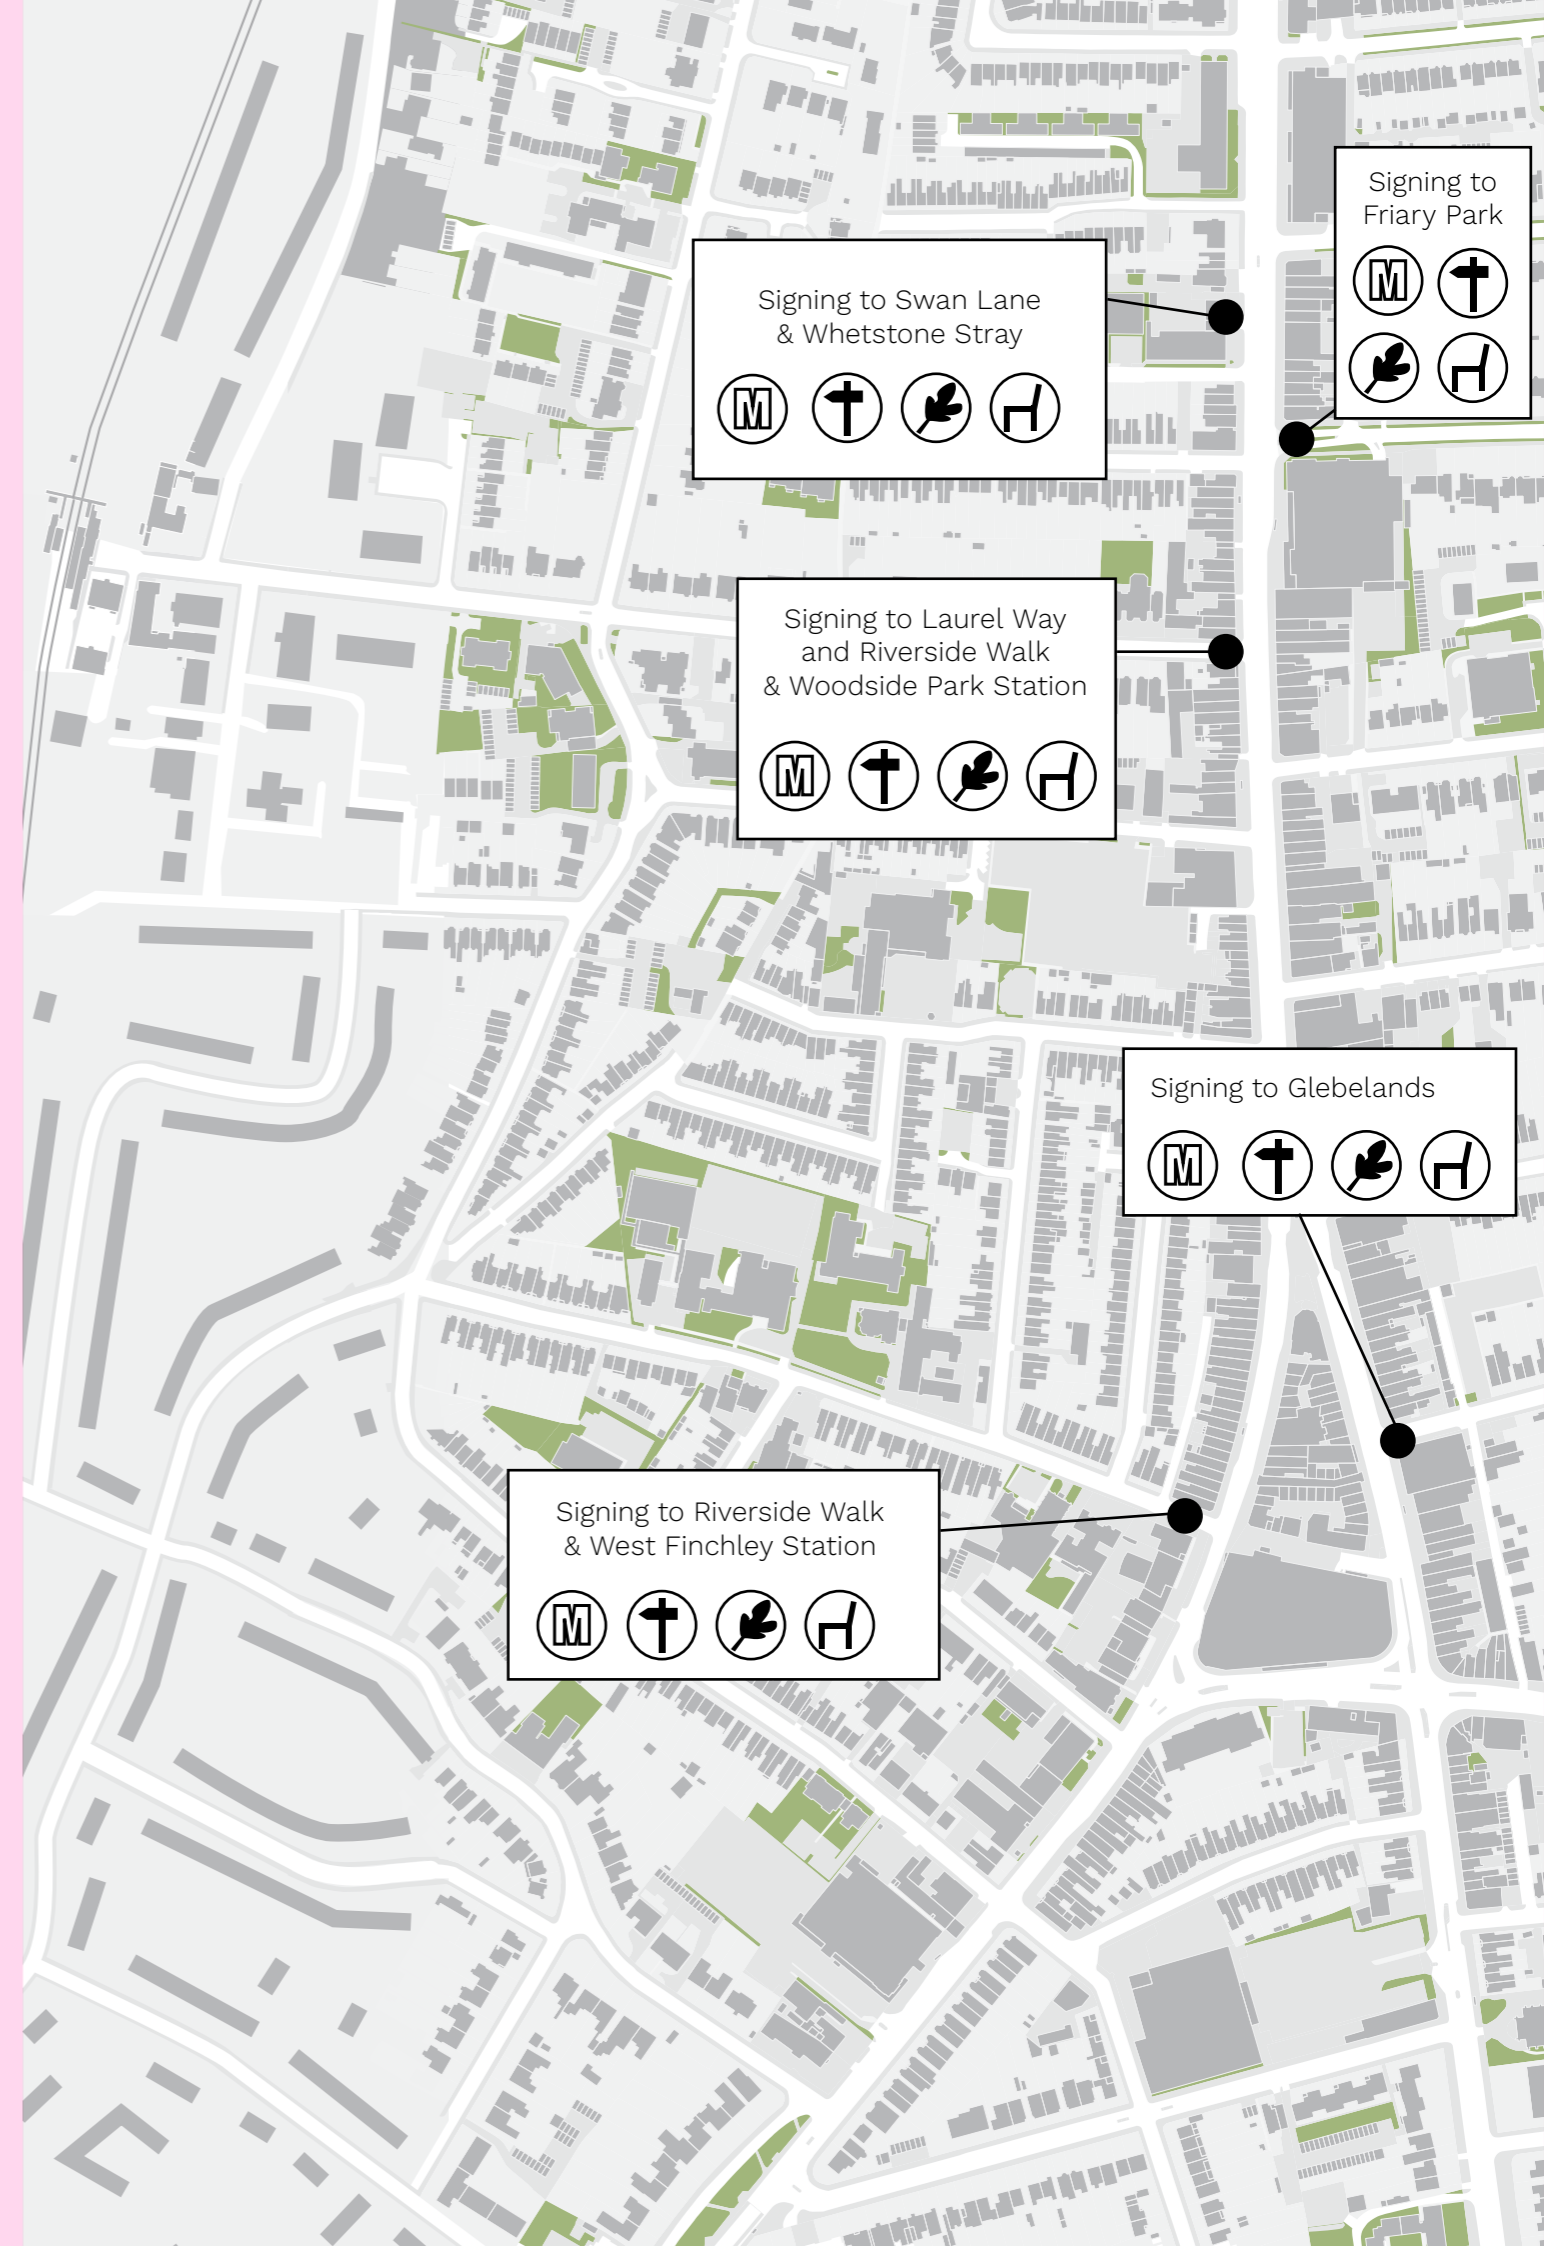 Signing to
Friary Park
M
Signing to Swan Lane
& Whetstone Stray
M
Signing to Laurel Way
and Riverside Walk
& Woodside Park Station
M
Signing to Glebelands
M
Signing to Riverside Walk
& West Finchley Station
M